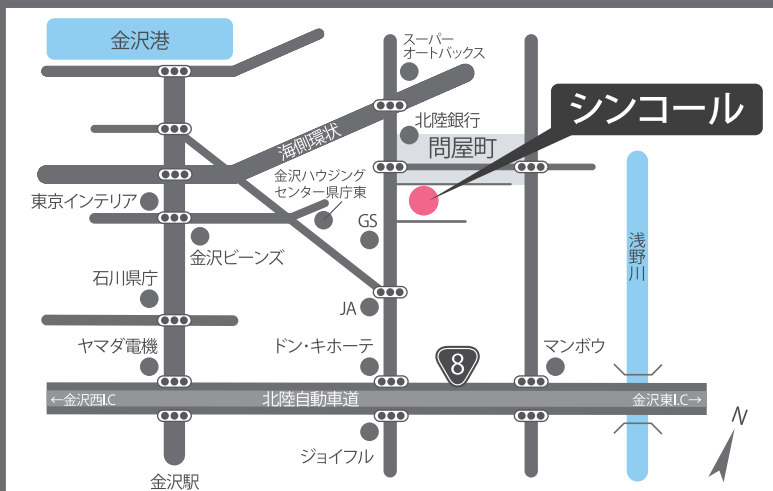 金沢港
スーパー
オートバックス
シンコール
北陸銀行
問屋町
海側環状
金沢ハウジング
センター県庁東
東京インテリア
GS
金沢ビーンズ
浅野川
石川県庁
JA
ヤマダ電機
ドン・キホーテ
8
マンボウ
←金沢西I.C
北陸自動車道
金沢東I.C→
N
ジョイフル
金沢駅